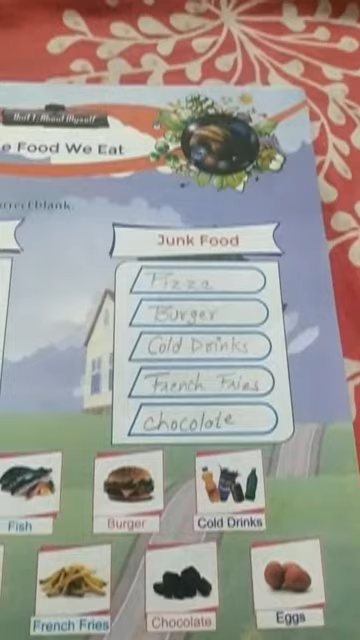 Unit 1. About Myself
e Food We Eat
orrect blank.
Junk Food
Pizza
Burger
Cold Drinks
French Fries
Chocolate
Fish
Burger
Cold Drinks
French Fries
Chocolate
Eggs